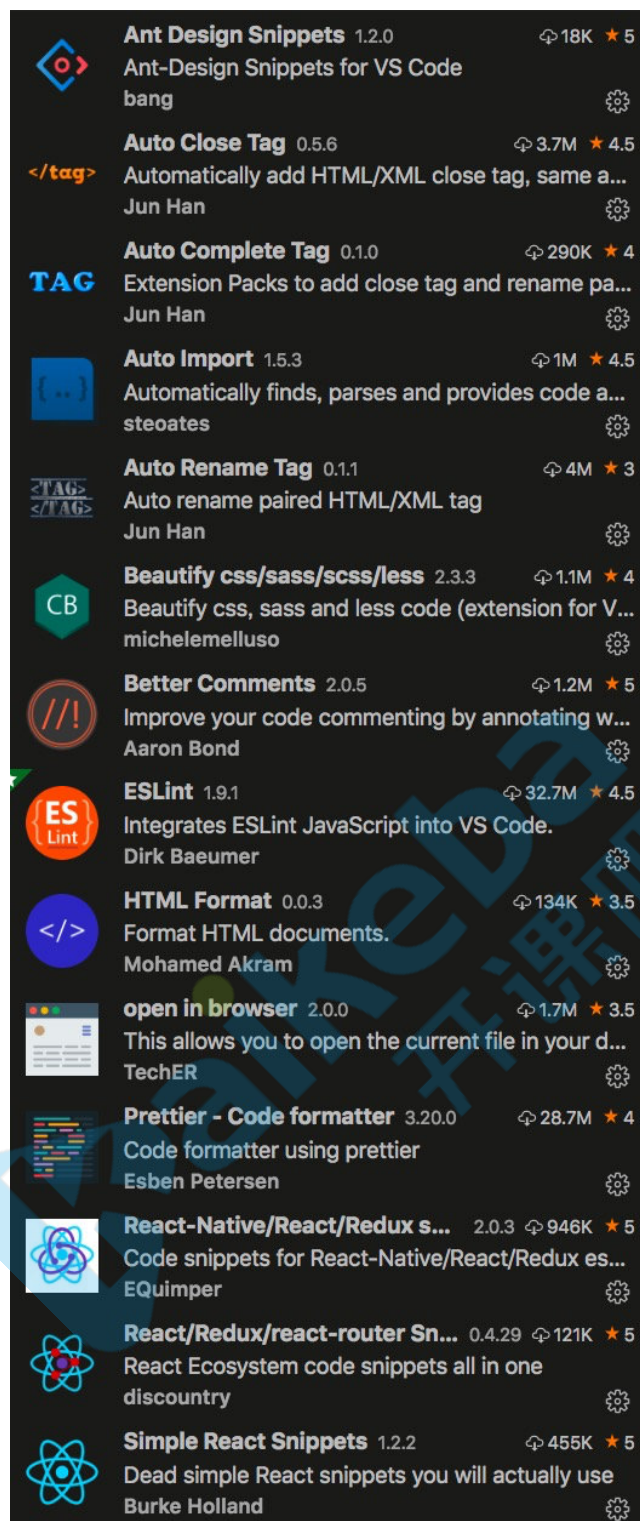 Ant Design Snippets 1.2.0 18K ★ 5
Ant-Design Snippets for VS Code
bang
</tag>
Auto Close Tag 0.5.6 3.7M ★ 4.5
Automatically add HTML/XML close tag, same a...
Jun Han
TAG
Auto Complete Tag 0.1.0 290K ★ 4
Extension Packs to add close tag and rename pa...
Jun Han
{..}
Auto Import 1.5.3 1M ★ 4.5
Automatically finds, parses and provides code a...
steoates
<TAG>
</TAG>
Auto Rename Tag 0.1.1 4M ★ 3
Auto rename paired HTML/XML tag
Jun Han
CB
Beautify css/sass/scss/less 2.3.3 1.1M ★ 4
Beautify css, sass and less code (extension for V...
michelemelluso
//!
Better Comments 2.0.5 1.2M ★ 5
Improve your code commenting by annotating w...
Aaron Bond
{ES}
Lint
ESLint 1.9.1 32.7M ★ 4.5
Integrates ESLint JavaScript into VS Code.
Dirk Baeumer
</>
HTML Format 0.0.3 134K ★ 3.5
Format HTML documents.
Mohamed Akram
open in browser 2.0.0 1.7M ★ 3.5
This allows you to open the current file in your d...
TechER
Prettier - Code formatter 3.20.0 28.7M ★ 4
Code formatter using prettier
Esben Petersen
React-Native/React/Redux s... 2.0.3 946K ★ 5
Code snippets for React-Native/React/Redux es...
EQuimper
React/Redux/react-router Sn... 0.4.29 121K ★ 5
React Ecosystem code snippets all in one
discountry
Simple React Snippets 1.2.2 455K ★ 5
Dead simple React snippets you will actually use
Burke Holland
Kaikeba
开课